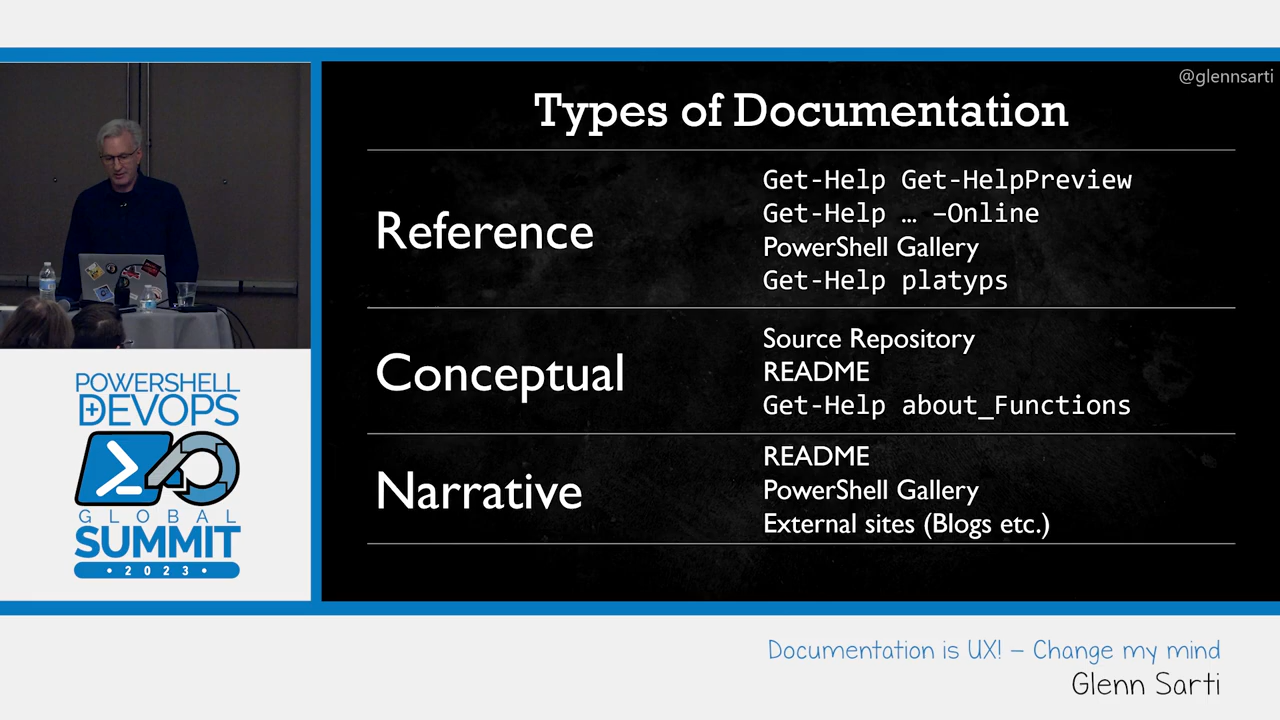 @glennsarti
Types of Documentation
Reference
Get-Help Get-HelpPreview
Get-Help … –Online
PowerShell Gallery
Get-Help platyps
Conceptual
Source Repository
README
Get-Help about_Functions
Narrative
README
PowerShell Gallery
External sites (Blogs etc.)
POWERSHELL
+DEVOPS
GLOBAL
SUMMIT
• 2023 •
Documentation is UX! – Change my mind
Glenn Sarti